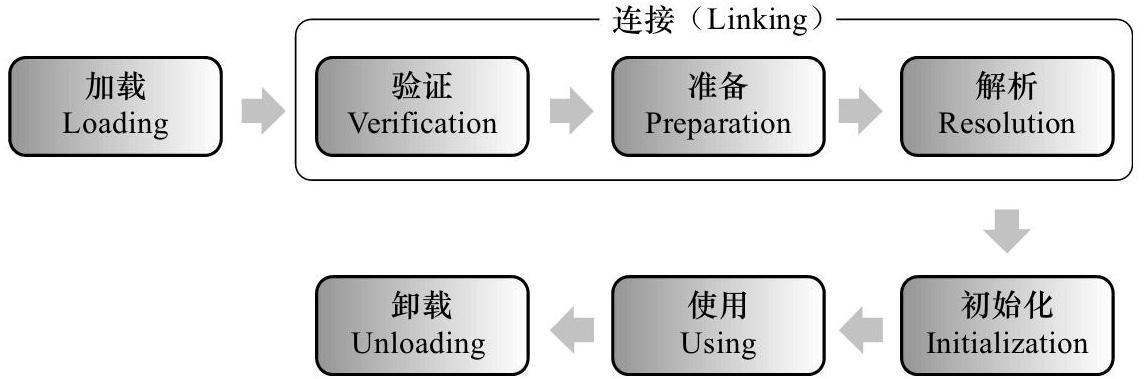 连接（Linking）
加载
Loading
验证
Verification
准备
Preparation
解析
Resolution
初始化
Initialization
使用
Using
卸载
Unloading